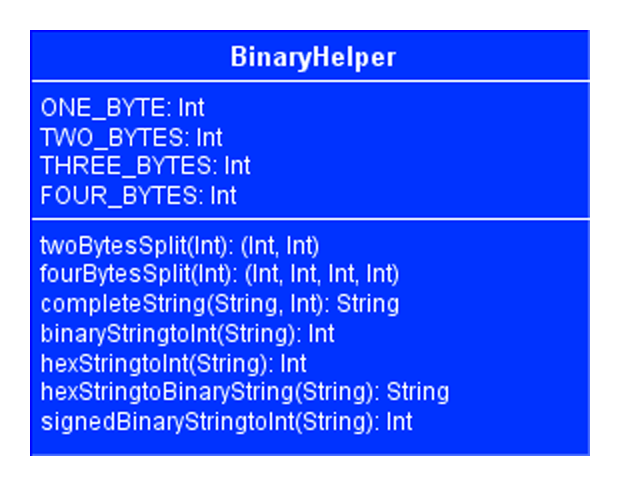 BinaryHelper
ONE_BYTE: Int
TWO_BYTES: Int
THREE_BYTES: Int
FOUR_BYTES: Int
twoBytesSplit(Int): (Int, Int)
fourBytesSplit(Int): (Int, Int, Int, Int)
completeString(String, Int): String
binaryStringtoInt(String): Int
hexStringtoInt(String): Int
hexStringtoBinaryString(String): String
signedBinaryStringtoInt(String): Int